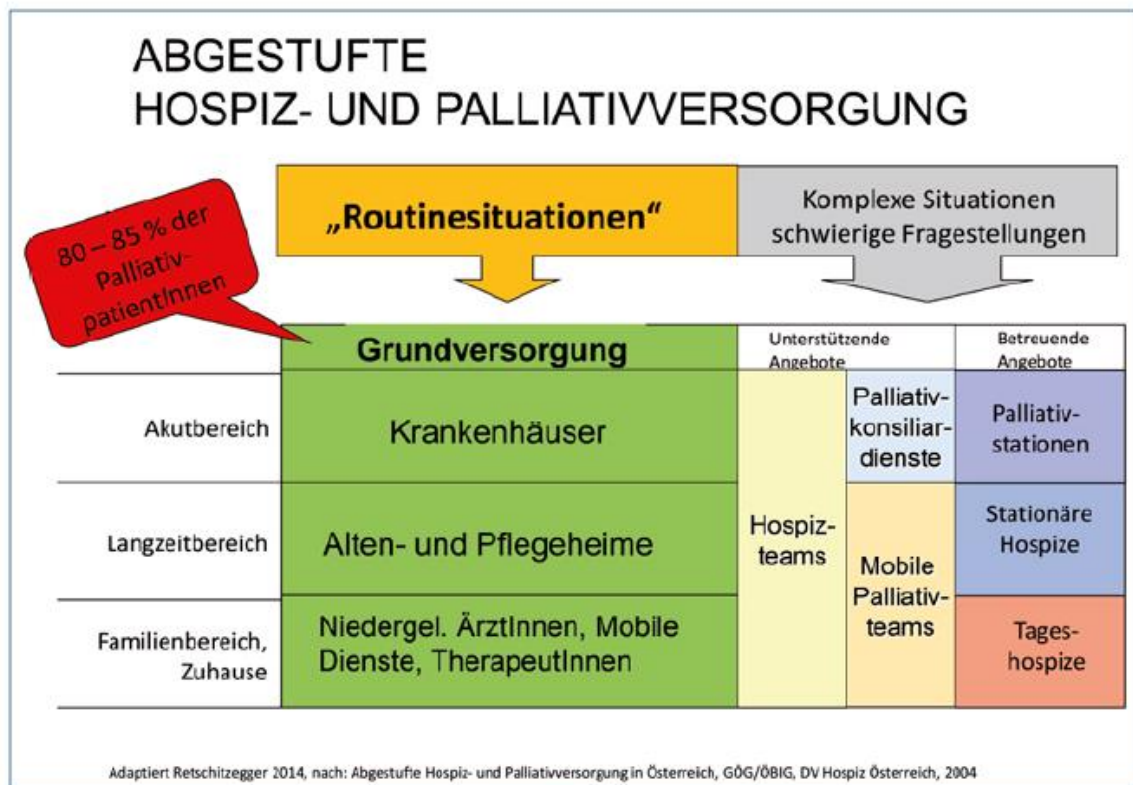 ABGESTUFTE
HOSPIZ- UND PALLIATIVVERSORGUNG
80 – 85 % der
Palliativ-
patientInnen
„Routinesituationen“
Komplexe Situationen
schwierige Fragestellungen
Grundversorgung
Unterstützende
Angebote
Betreuende
Angebote
Akutbereich
Krankenhäuser
Palliativ-
konsiliar-
dienste
Palliativ-
stationen
Langzeitbereich
Alten- und Pflegeheime
Hospiz-
teams
Stationäre
Hospize
Familienbereich,
Zuhause
Niedergel. ÄrztInnen, Mobile
Dienste, TherapeutInnen
Mobile
Palliativ-
teams
Tages-
hospize
Adaptiert Retschitzegger 2014, nach: Abgestufte Hospiz- und Palliativversorgung in Österreich, GÖG/ÖBIG, DV Hospiz Österreich, 2004